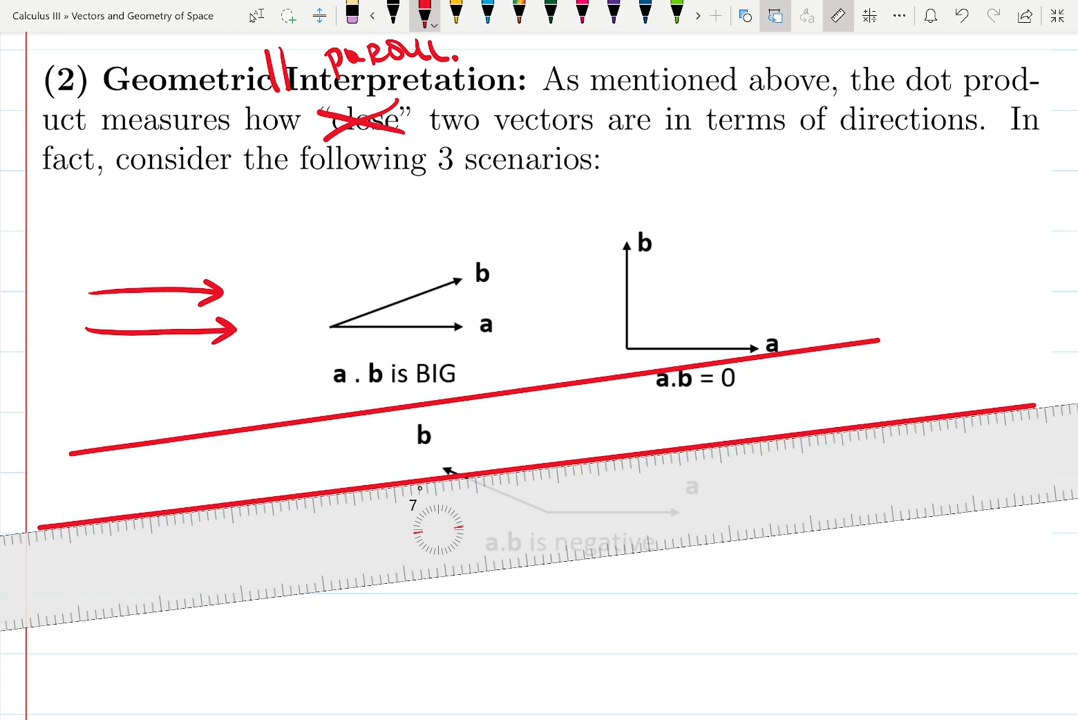 Calculus III » Vectors and Geometry of Space
|| parall.
(2) Geometric Interpretation: As mentioned above, the dot prod-
uct measures how “close” two vectors are in terms of directions. In
fact, consider the following 3 scenarios:
b
b
a
a
a . b is BIG
a.b = 0
b
a
7°
a.b is negative